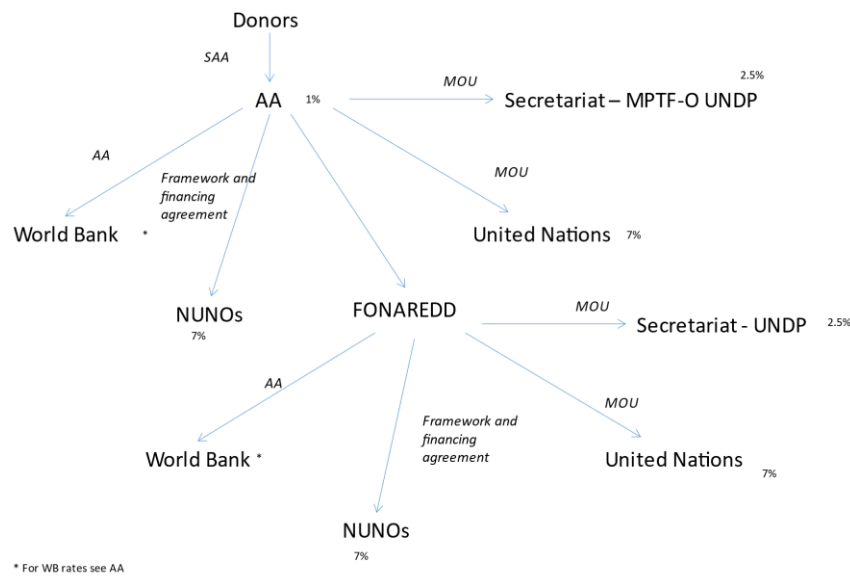 Donors
SAA
2.5%
MOU
AA 1%
Secretariat – MPTF-O UNDP
AA
Framework and
financing
agreement
MOU
World Bank *
United Nations 7%
NUNOs
7%
FONAREDD
MOU
Secretariat - UNDP 2.5%
AA
Framework and
financing
agreement
MOU
World Bank *
United Nations
7%
NUNOs
7%
* For WB rates see AA